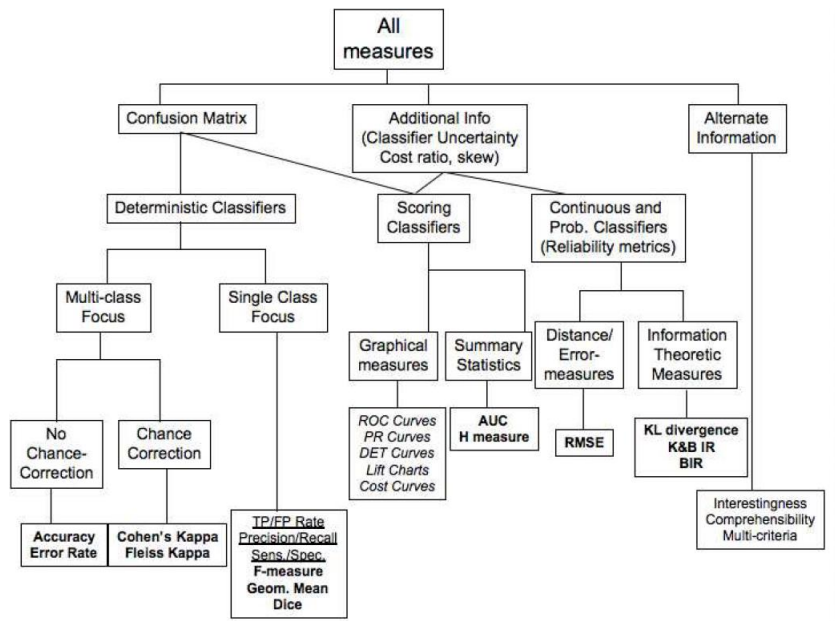 All
measures
Confusion Matrix
Additional Info
(Classifier Uncertainty
Cost ratio, skew)
Alternate
Information
Deterministic Classifiers
Scoring
Classifiers
Continuous and
Prob. Classifiers
(Reliability metrics)
Multi-class
Focus
Single Class
Focus
Graphical
measures
Summary
Statistics
Distance/
Error-
measures
Information
Theoretic
Measures
No
Chance-
Correction
Chance
Correction
ROC Curves
PR Curves
DET Curves
Lift Charts
Cost Curves
AUC
H measure
RMSE
KL divergence
K&B IR
BIR
Interestingness
Comprehensibility
Multi-criteria
Accuracy
Error Rate
Cohen's Kappa
Fleiss Kappa
TP/FP Rate
Precision/Recall
Sens./Spec.
F-measure
Geom. Mean
Dice